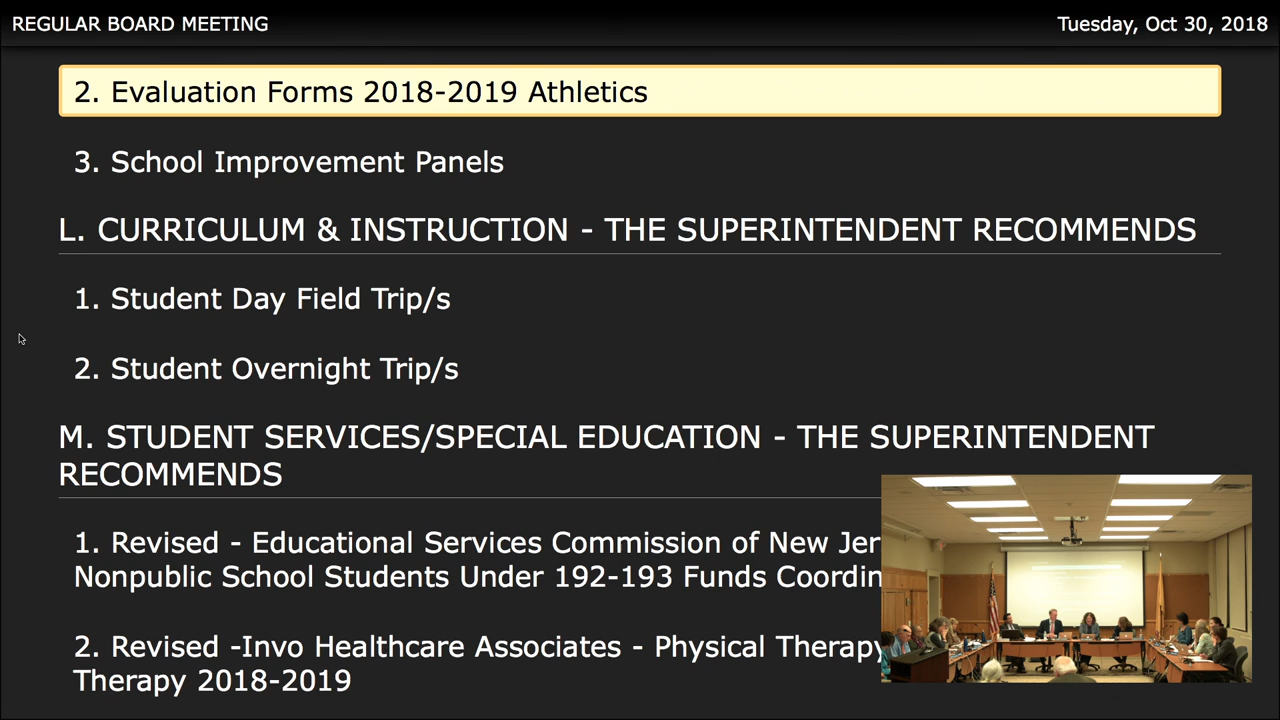 REGULAR BOARD MEETING
Tuesday, Oct 30, 2018
2. Evaluation Forms 2018-2019 Athletics
3. School Improvement Panels
L. CURRICULUM & INSTRUCTION - THE SUPERINTENDENT RECOMMENDS
1. Student Day Field Trip/s
2. Student Overnight Trip/s
M. STUDENT SERVICES/SPECIAL EDUCATION - THE SUPERINTENDENT
RECOMMENDS
1. Revised - Educational Services Commission of New
Nonpublic School Students Under 192-193 Funds
2. Revised -Invo Healthcare Associates - Physical Therapy
Therapy 2018-2019